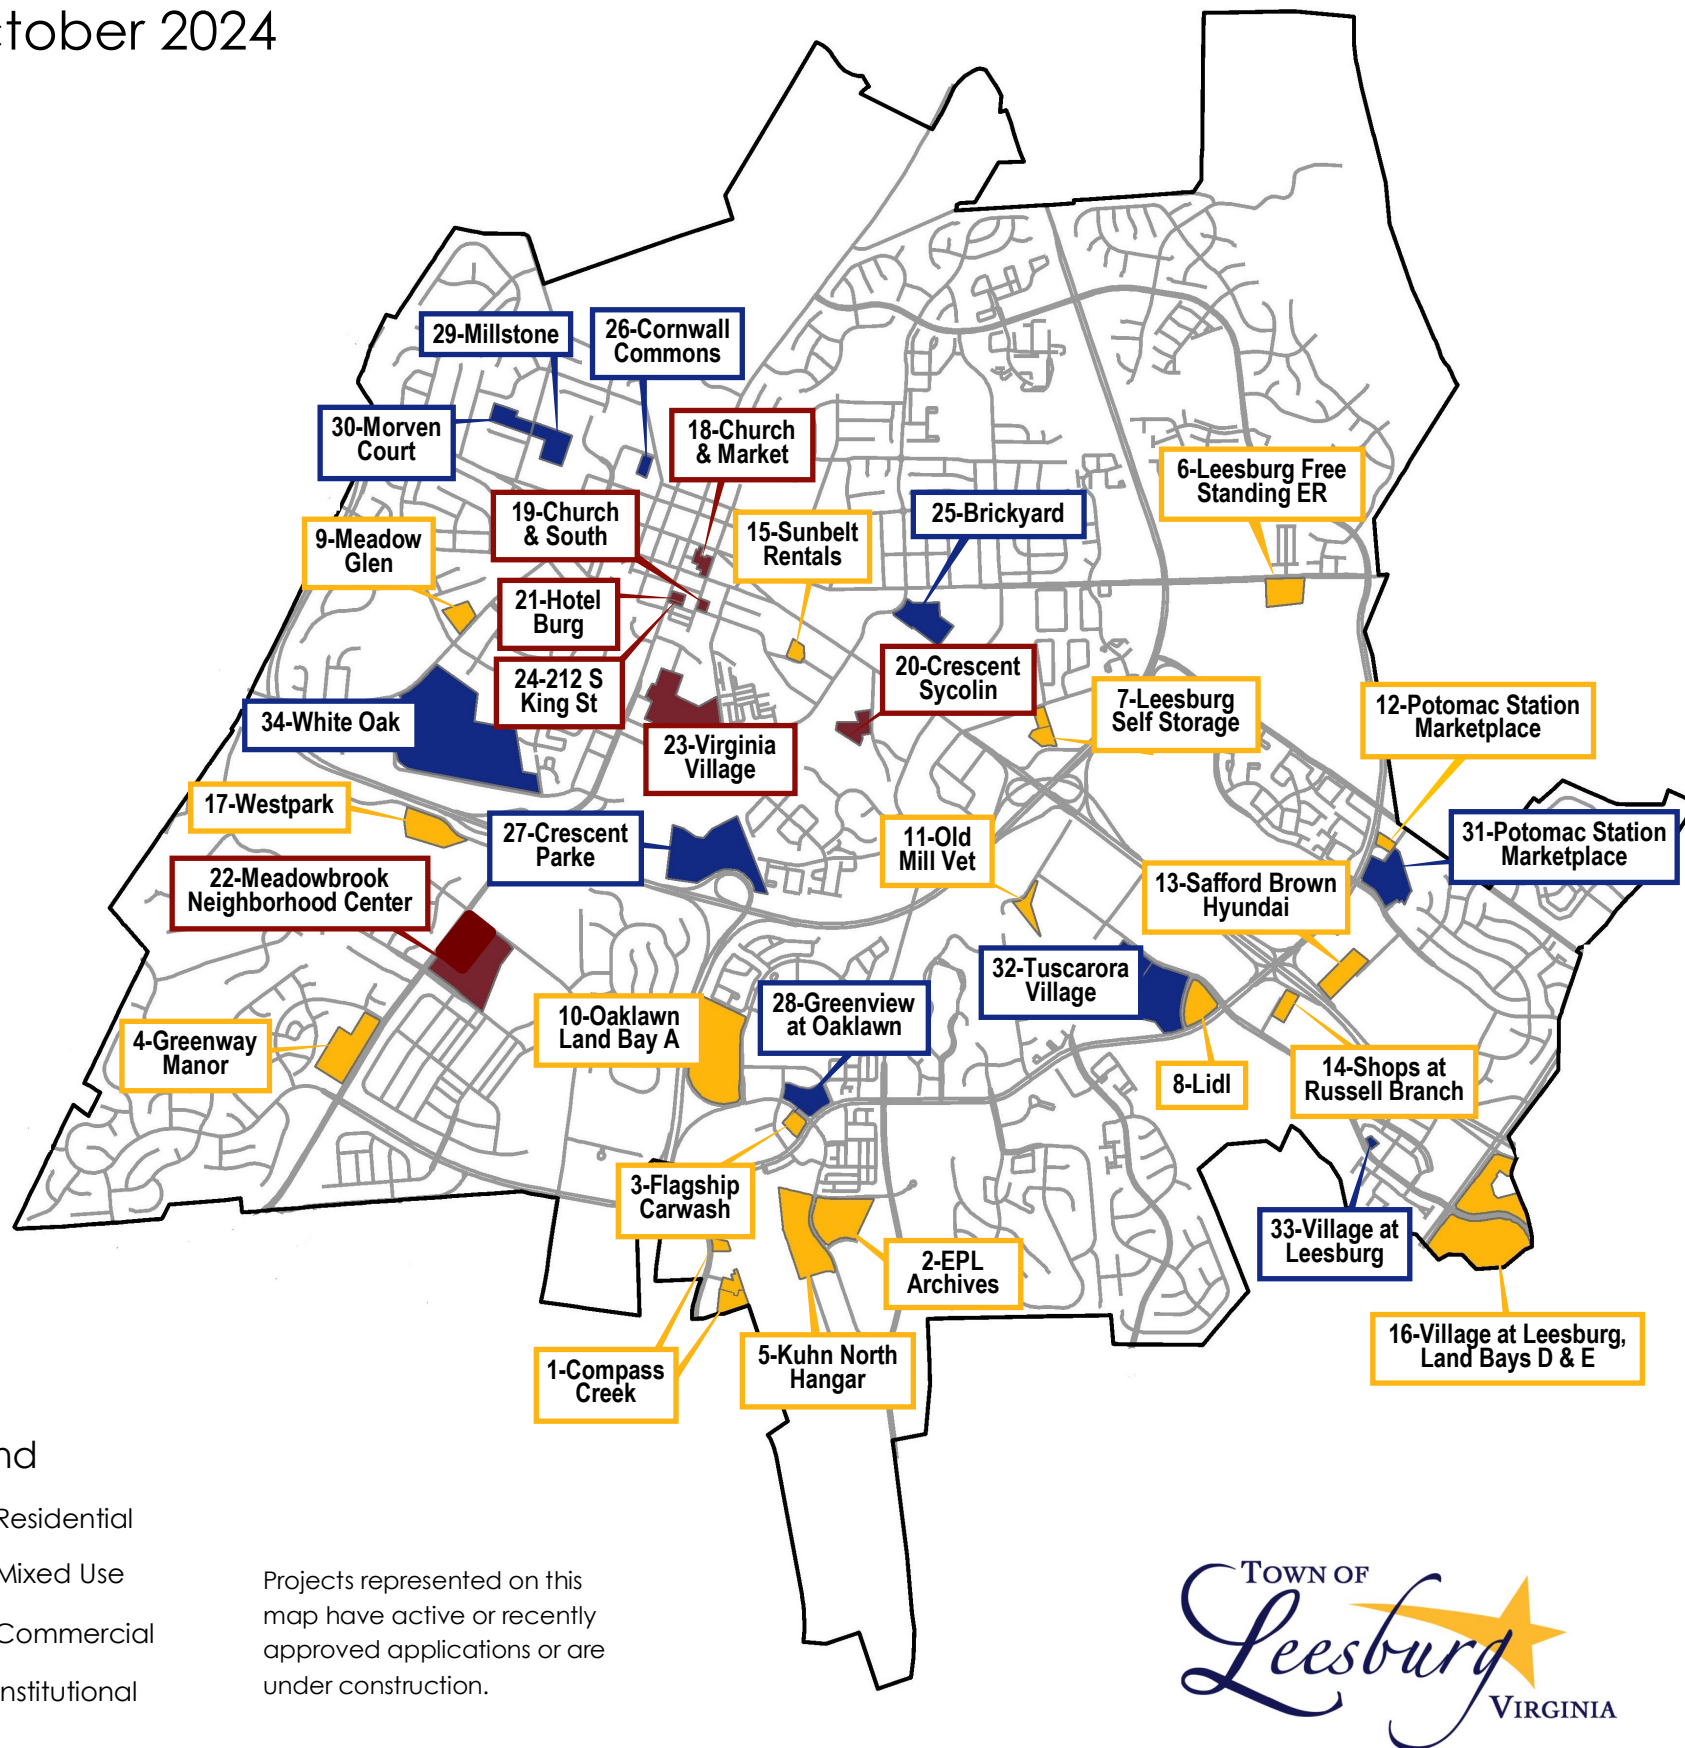 ctober 2024
29-Millstone
26-Cornwall
Commons
30-Morven
Court
18-Church
& Market
6-Leesburg Free
Standing ER
19-Church
& South
15-Sunbelt
Rentals
25-Brickyard
9-Meadow
Glen
21-Hotel
Burg
20-Crescent
Sycolin
24-212 S
King St
7-Leesburg
Self Storage
12-Potomac Station
Marketplace
34-White Oak
23-Virginia
Village
17-Westpark
27-Crescent
Parke
11-Old
Mill Vet
31-Potomac Station
Marketplace
22-Meadowbrook
Neighborhood Center
13-Safford Brown
Hyundai
32-Tuscarora
Village
10-Oaklawn
Land Bay A
28-Greenview
at Oaklawn
4-Greenway
Manor
8-Lidl
14-Shops at
Russell Branch
3-Flagship
Carwash
33-Village at
Leesburg
2-EPL
Archives
16-Village at Leesburg,
Land Bays D & E
1-Compass
Creek
5-Kuhn North
Hangar
nd
Residential
Mixed Use
Commercial
nstitutional
Projects represented on this
map have active or recently
approved applications or are
under construction.
TOWN OF
Leesburg
VIRGINIA